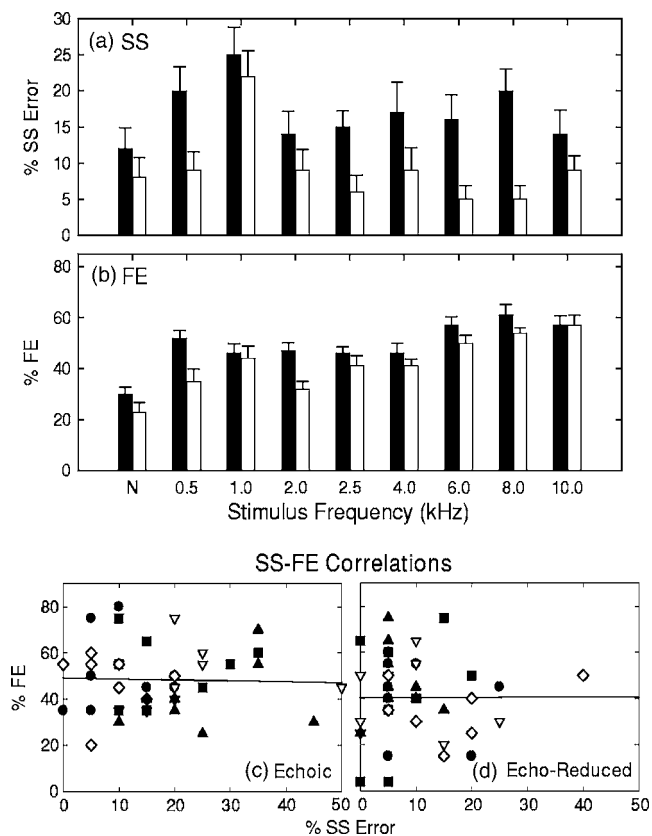 (a) SS
30
25
20
15
10
5
0
% SS Error
(b) FE
80
60
40
20
0
% FE
N 0.5 1.0 2.0 2.5 4.0 6.0 8.0 10.0
Stimulus Frequency (kHz)
SS-FE Correlations
80
60
40
20
0
% FE
(c) Echoic
(d) Echo-Reduced
0 10 20 30 40 50 0 10 20 30 40 50
% SS Error